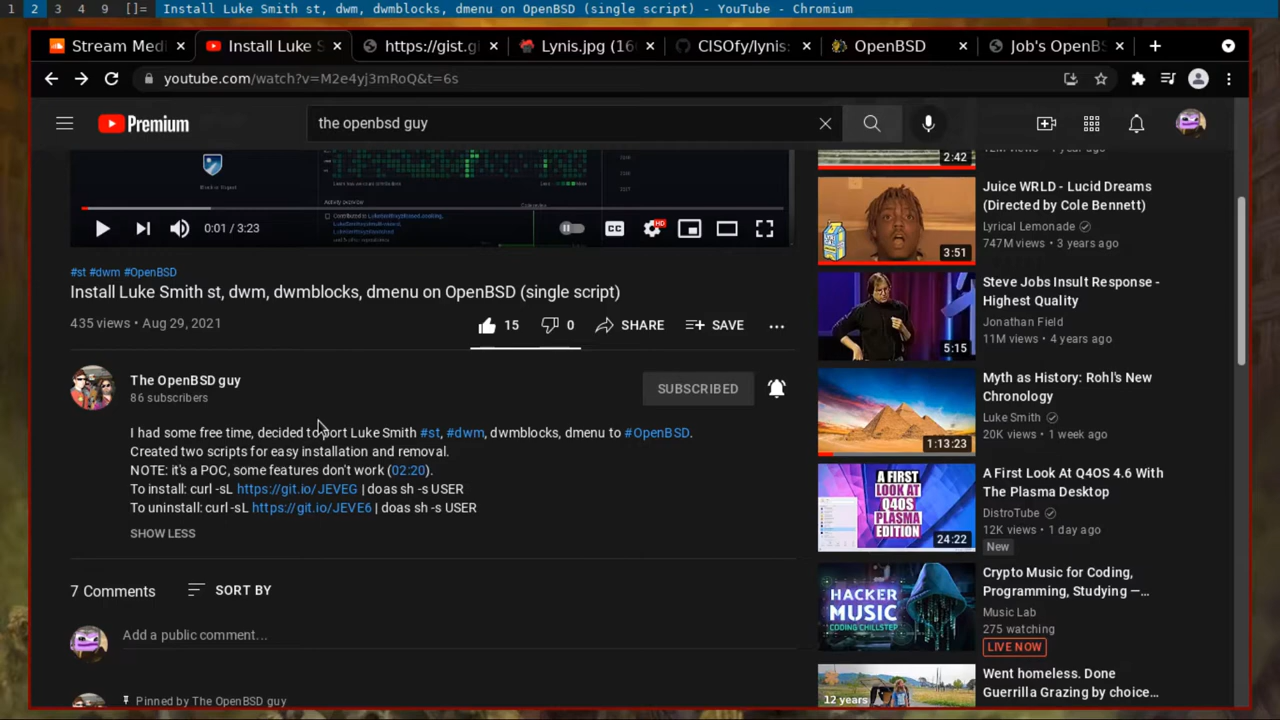 1 2 3 4 9 []= Install Luke Smith st, dwm, dwmblocks, dmenu on OpenBSD (single script) - YouTube - Chromium
Stream Med
Install Luke S
https://gist.g
Lynis.jpg (16
CISOfy/lynis:
OpenBSD
Job's OpenBS
youtube.com/watch?v=M2e4yj3mRoQ&t=6s
Premium
the openbsd guy
0:01 / 3:23
CC
HD
#st #dwm #OpenBSD
Install Luke Smith st, dwm, dwmblocks, dmenu on OpenBSD (single script)
435 views • Aug 29, 2021
15
0
SHARE
SAVE
The OpenBSD guy
86 subscribers
SUBSCRIBED
I had some free time, decided to port Luke Smith #st, #dwm, dwmblocks, dmenu to #OpenBSD.
Created two scripts for easy installation and removal.
NOTE: it's a POC, some features don't work (02:20).
To install: curl -sL https://git.io/JEVEG | doas sh -s USER
To uninstall: curl -sL https://git.io/JEVE6 | doas sh -s USER
SHOW LESS
7 Comments
SORT BY
Add a public comment...
Pinned by The OpenBSD guy
2:42
12M views • 1 year ago
Juice WRLD - Lucid Dreams
(Directed by Cole Bennett)
Lyrical Lemonade
747M views • 3 years ago
3:51
Steve Jobs Insult Response -
Highest Quality
Jonathan Field
11M views • 4 years ago
5:15
Myth as History: Rohl's New
Chronology
Luke Smith
20K views • 1 week ago
1:13:23
A FIRST
LOOK AT
Q4OS
PLASMA
EDITION
24:22
A First Look At Q4OS 4.6 With
The Plasma Desktop
DistroTube
12K views • 1 day ago
New
HACKER
MUSIC
CODING CHILLSTEP
Crypto Music for Coding,
Programming, Studying —...
Music Lab
275 watching
LIVE NOW
12 years
Went homeless. Done
Guerrilla Grazing by choice...